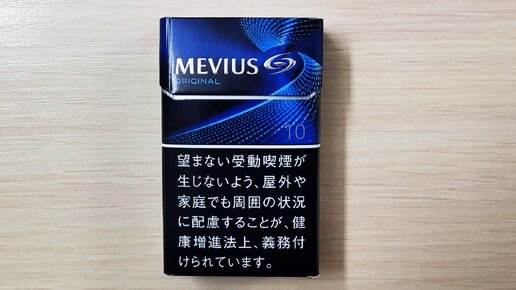 MEVIUS
ORIGINAL
10
望まない受動喫煙が
生じないよう、屋外や
家庭でも周囲の状況
に配慮することが、健
康増進法上、義務付
けられています。